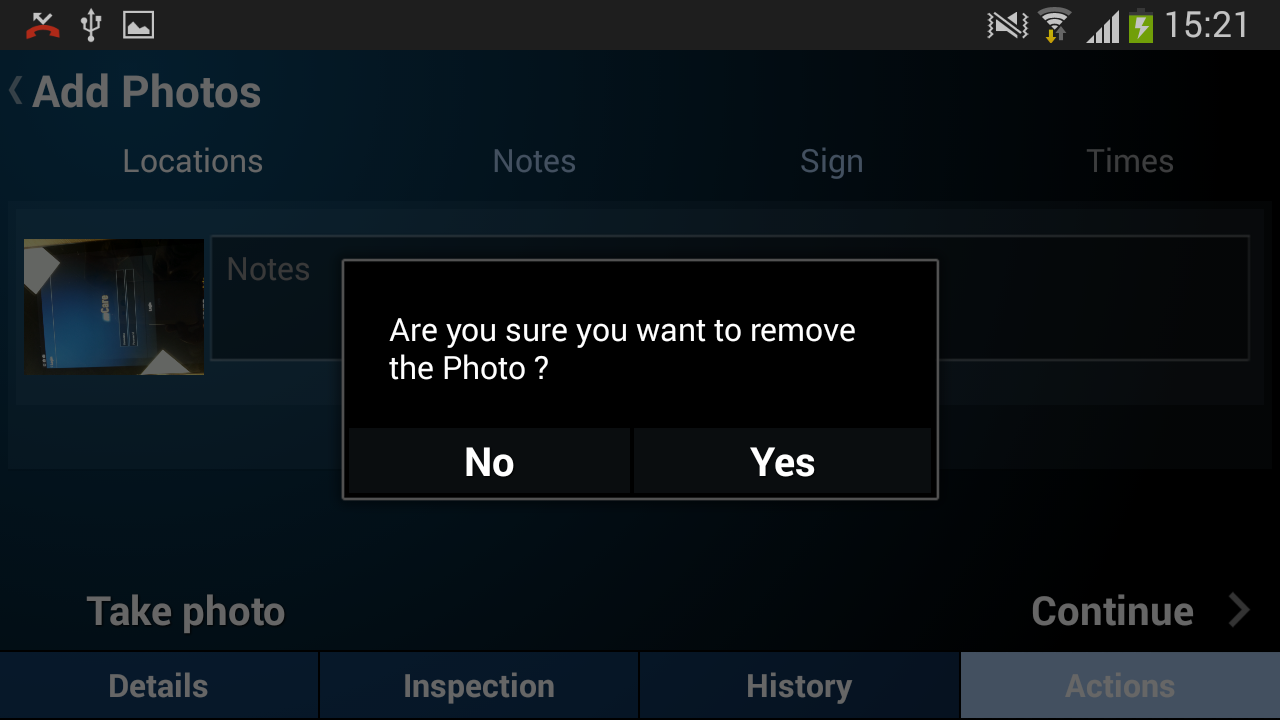 15:21
Add Photos
Locations Notes Sign Times
Notes
Are you sure you want to remove
the Photo ?
No Yes
Take photo Continue
Details Inspection History Actions